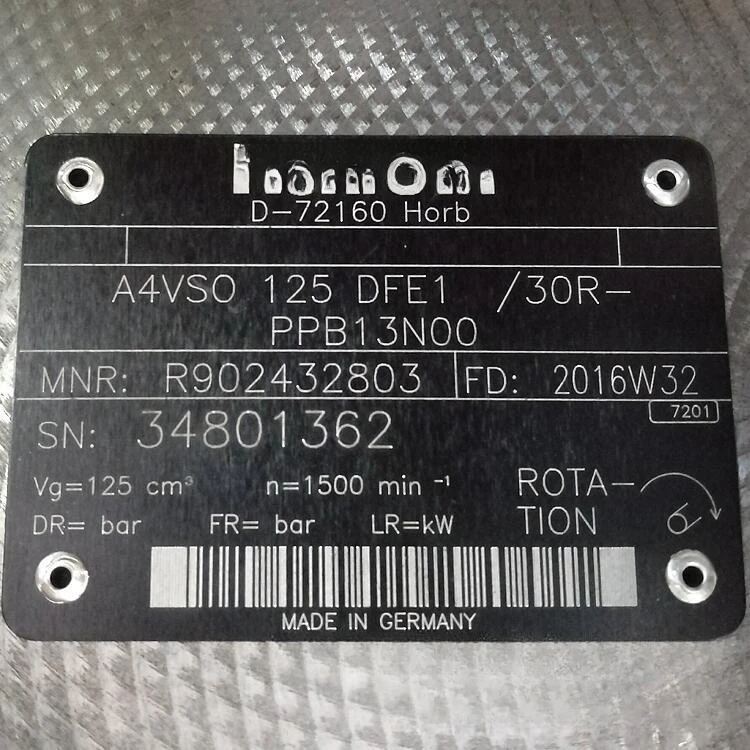 D-72160 Horb
A4VSO 125 DFE1 /30R-
PPB13N00
MNR: R902432803 FD: 2016W32
7201
SN: 34801362
Vg=125 cm³ n=1500 min ⁻¹ ROTA-
DR= bar FR= bar LR=kW TION
MADE IN GERMANY